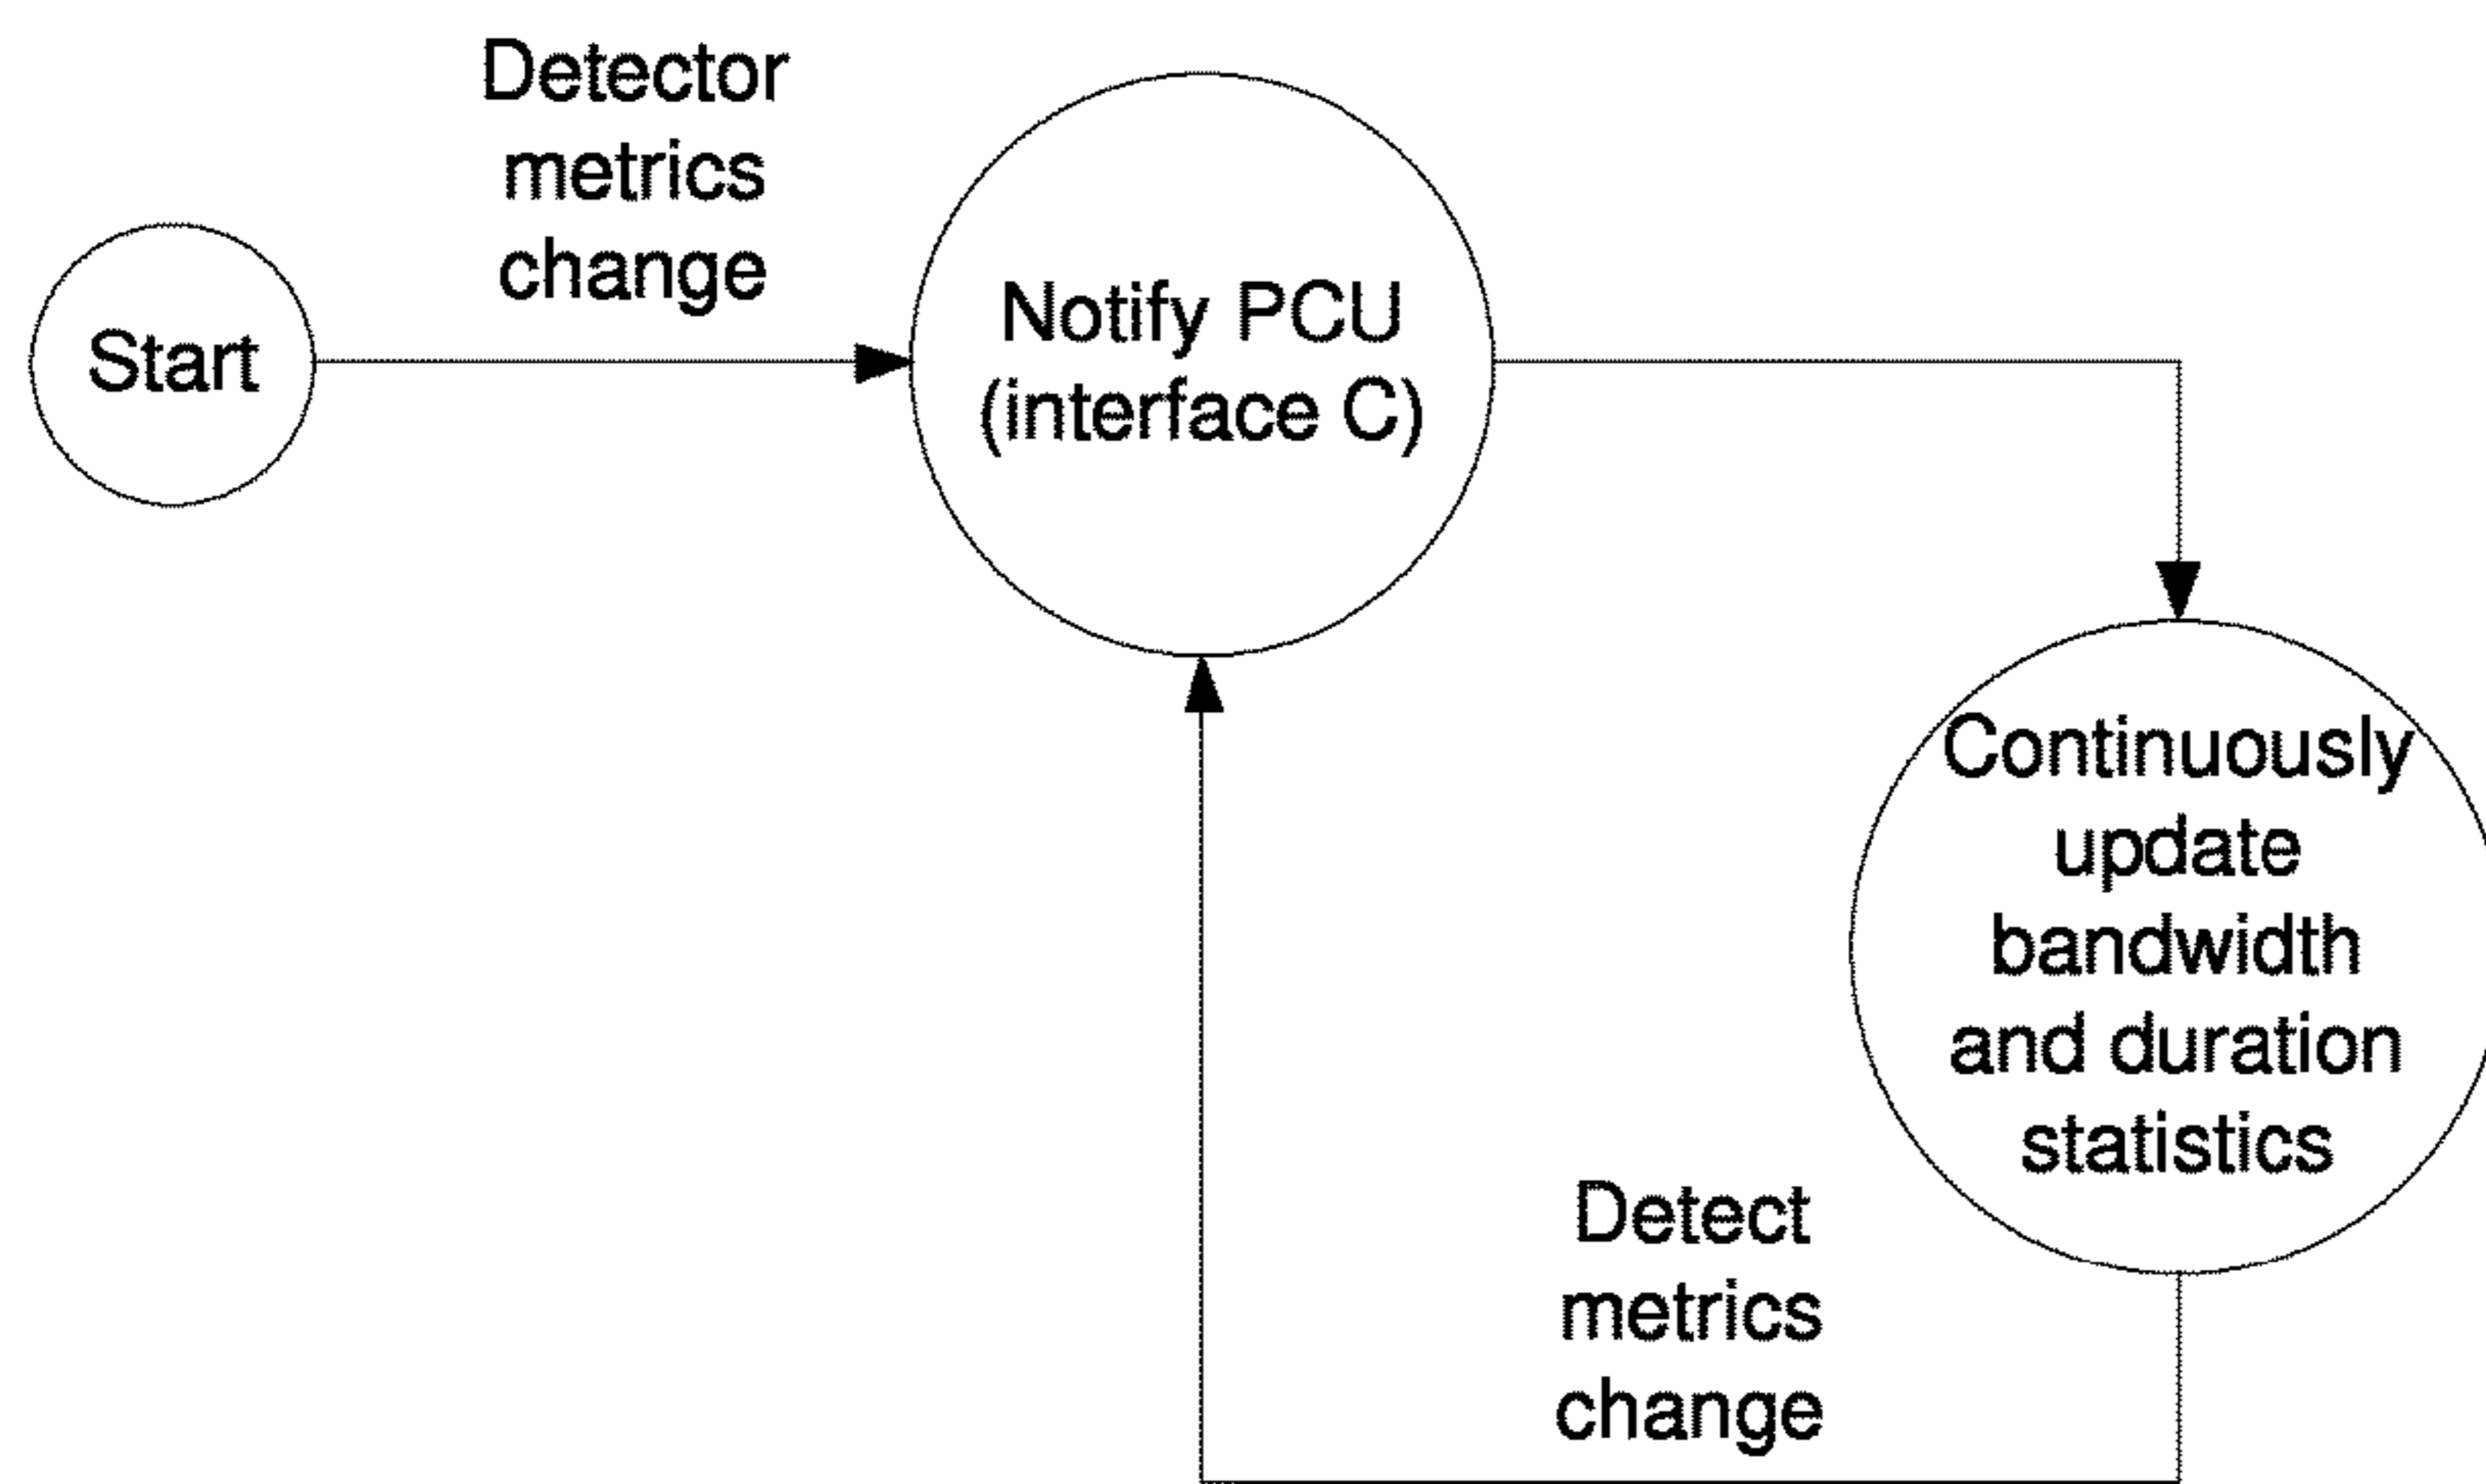 Detector
metrics
change
Start
Notify PCU
(interface C)
Continuously
update
bandwidth
and duration
statistics
Detect
metrics
change